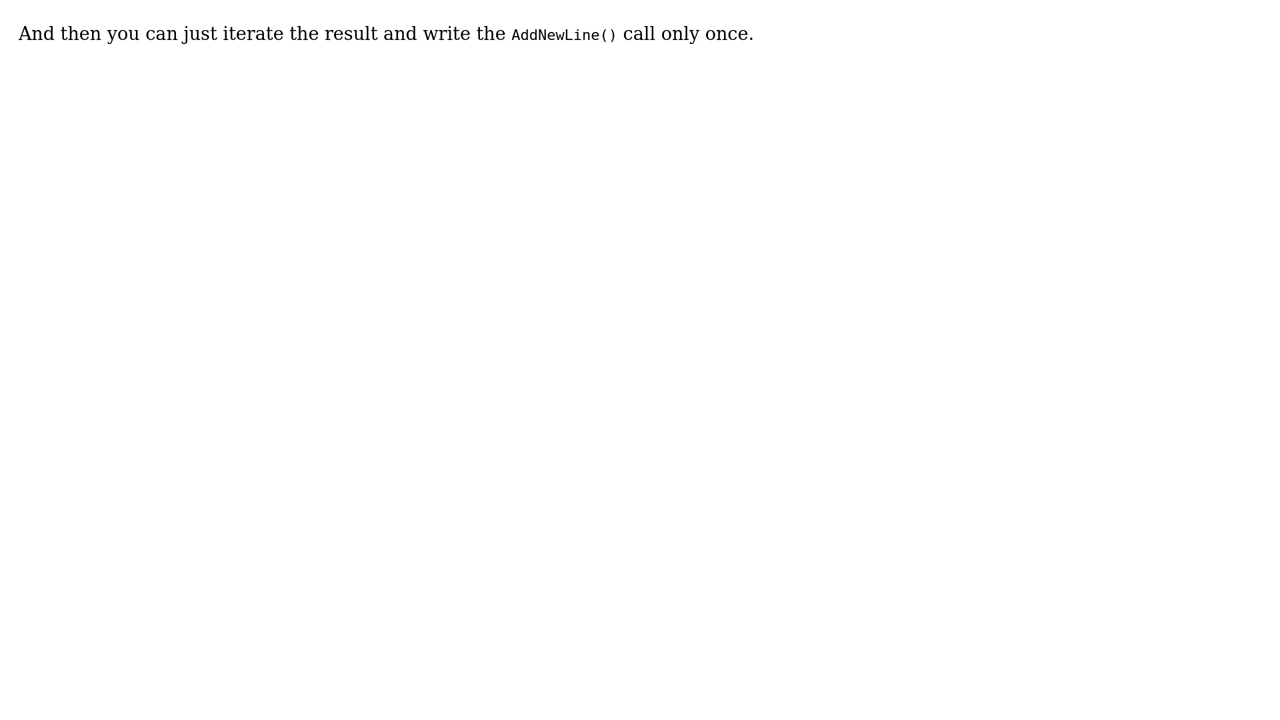 And then you can just iterate the result and write the AddNewLine() call only once.